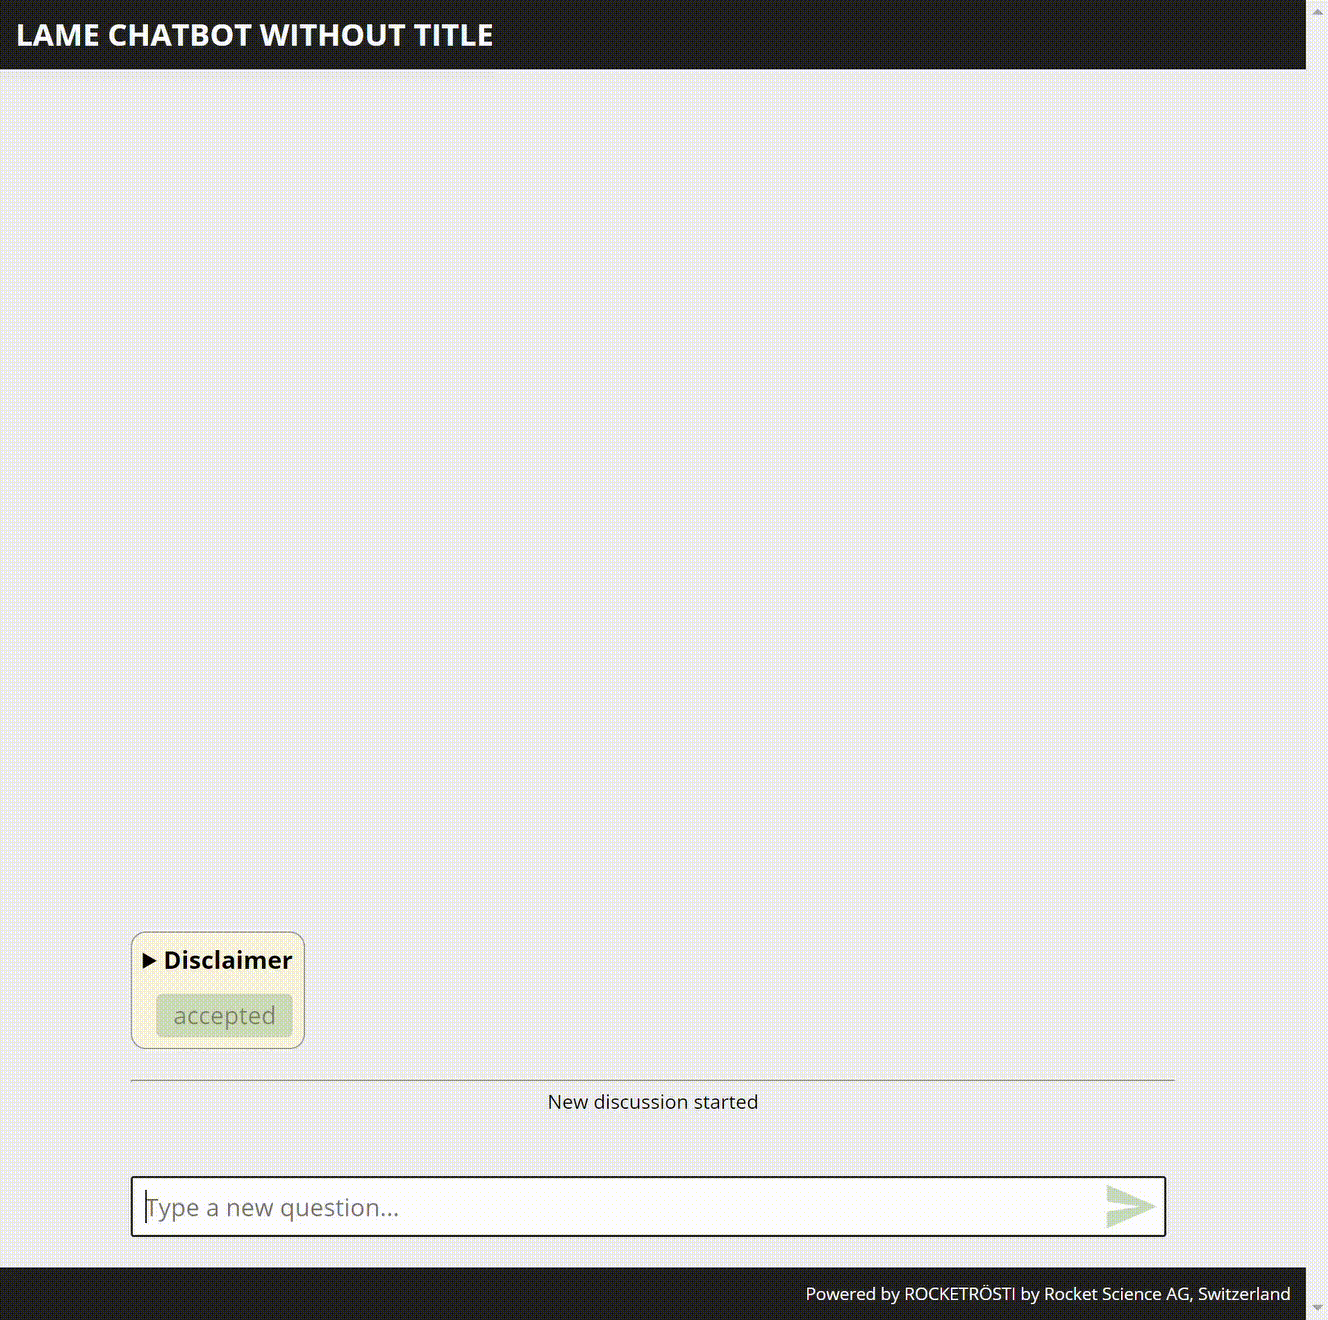 LAME CHATBOT WITHOUT TITLE
Disclaimer
accepted
New discussion started
Type a new question...
Powered by ROCKETRÖSTI by Rocket Science AG, Switzerland